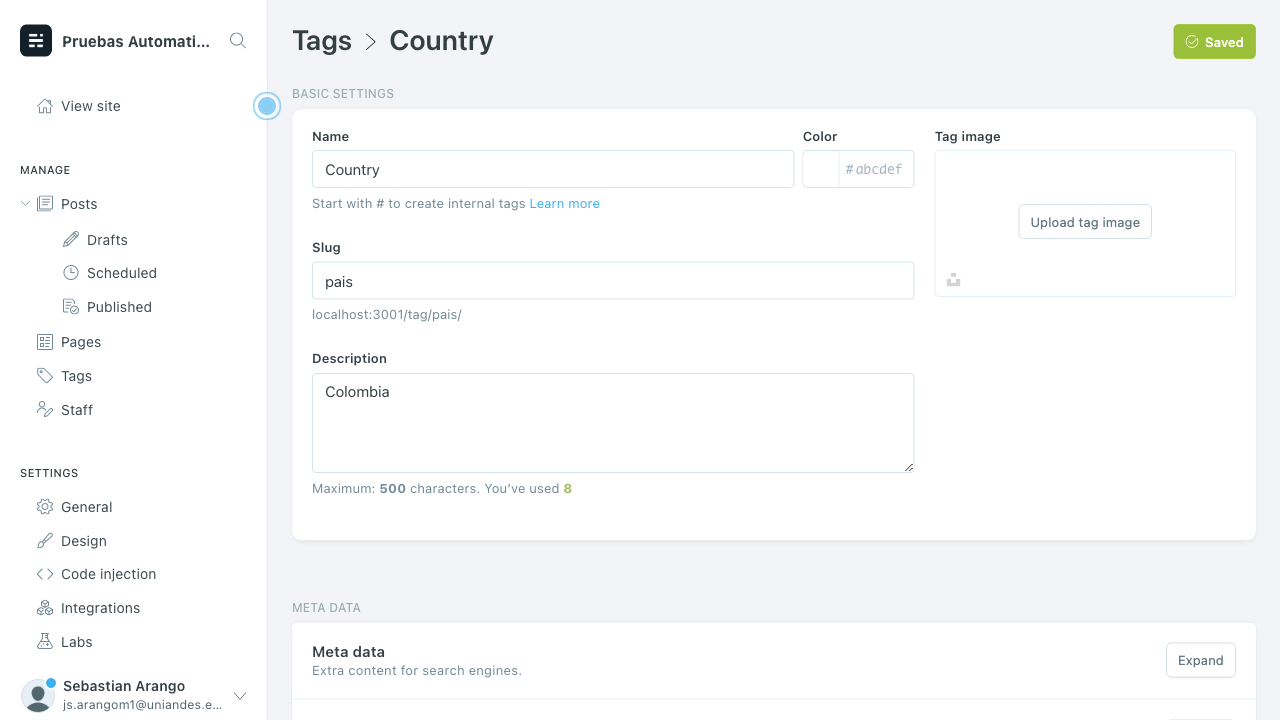 Pruebas Automati...
View site
MANAGE
Posts
Drafts
Scheduled
Published
Pages
Tags
Staff
SETTINGS
General
Design
Code injection
Integrations
Labs
Sebastian Arango
js.arangom1@uniandes.e...
Tags > Country
Saved
BASIC SETTINGS
Name
Country
Start with # to create internal tags Learn more
Color
#abcdef
Tag image
Upload tag image
Slug
pais
localhost:3001/tag/pais/
Description
Colombia
Maximum: 500 characters. You’ve used 8
META DATA
Meta data
Extra content for search engines.
Expand